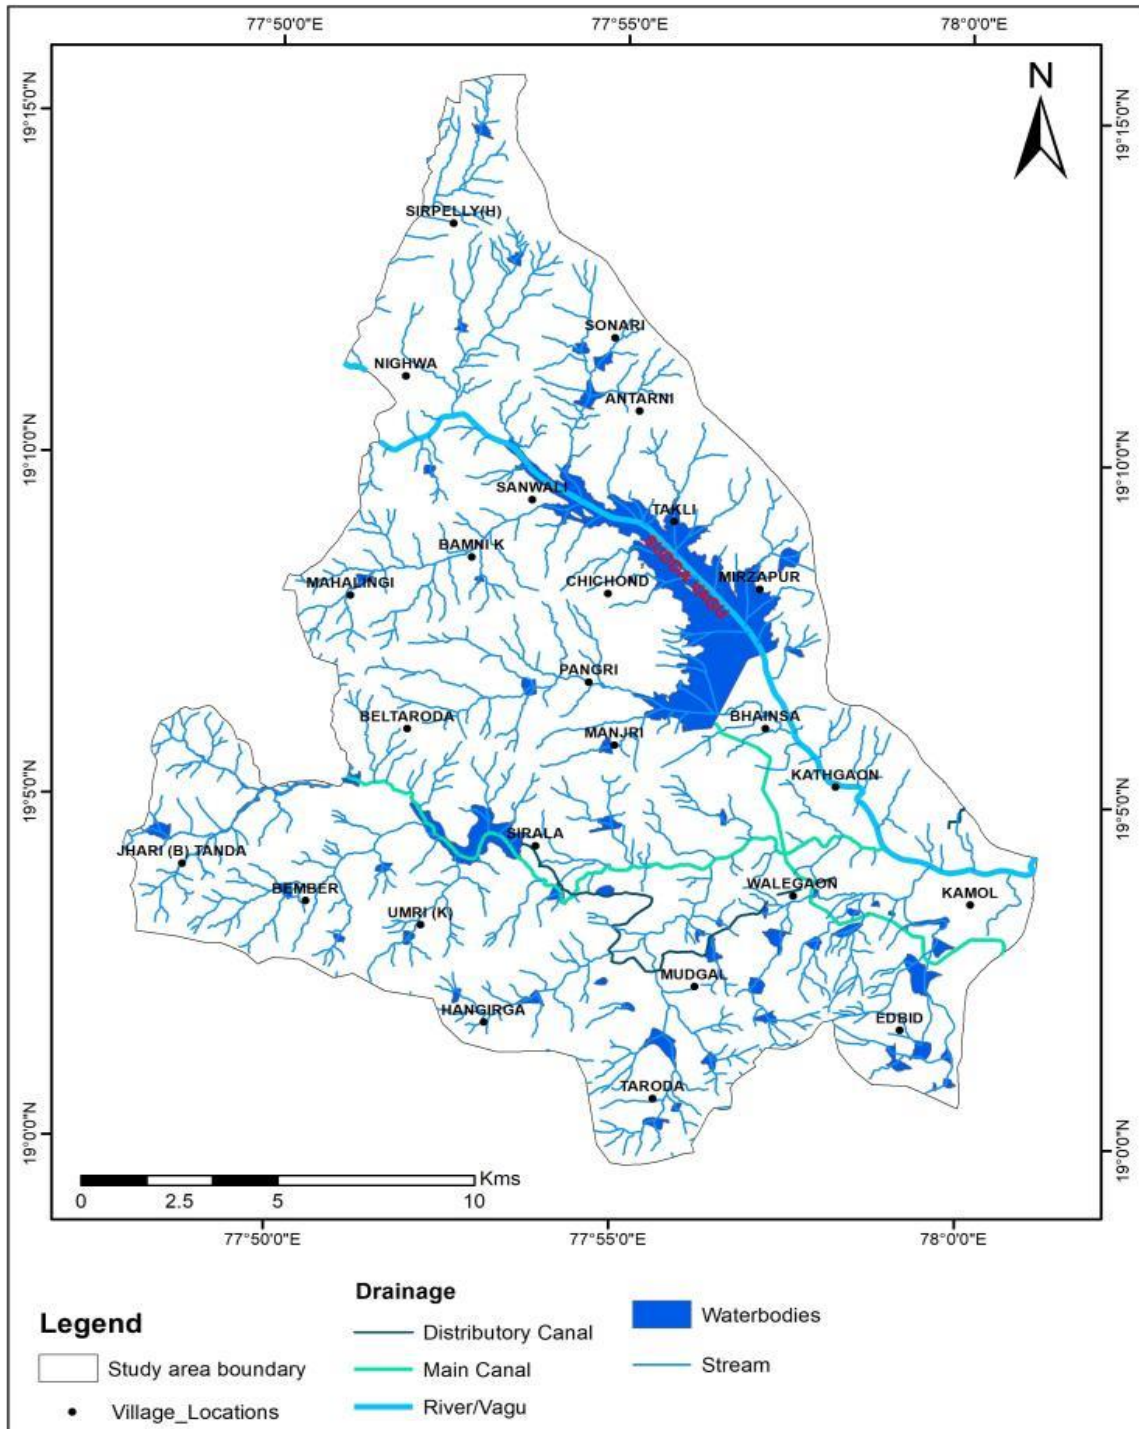 77°50'0"E
77°55'0"E
78°0'0"E
N
19°15'0"N
19°15'0"N
SIRPELLY(H)
SONARI
NIGHWA
ANTARNI
19°10'0"N
19°10'0"N
SANWALI
TAKLI
BAMNI K
SUDDA VAGU
MAHALINGI
CHICHOND
MIRZAPUR
PANGRI
BELTARODA
BHAINSA
MANJRI
KATHGAON
19°5'0"N
19°5'0"N
SIRALA
JHARI (B) TANDA
WALEGAON
BEMBER
KAMOL
UMRI (K)
MUDGAL
HANGIRGA
EDBID
TARODA
19°0'0"N
19°0'0"N
Kms
0
2.5
5
10
77°50'0"E
77°55'0"E
78°0'0"E
Legend
Study area boundary
Village_Locations
Drainage
Distributory Canal
Main Canal
River/Vagu
Waterbodies
Stream